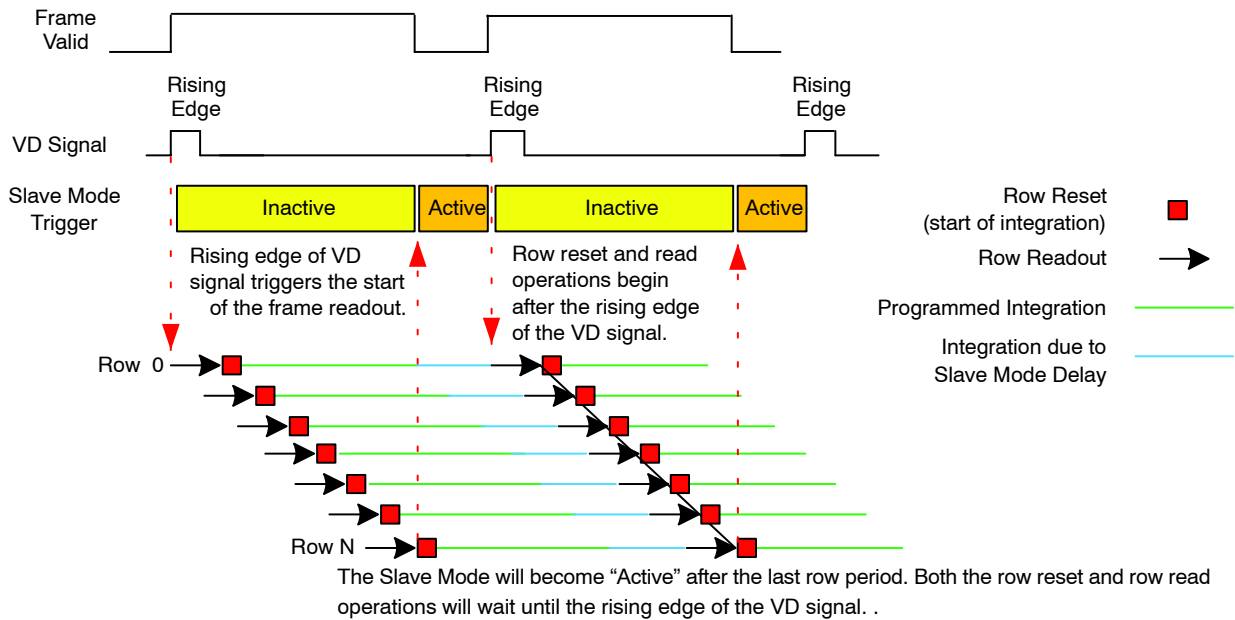 Frame
Valid
Rising
Edge
Rising
Edge
Rising
Edge
VD Signal
Slave Mode
Trigger
Inactive
Active
Inactive
Active
Rising edge of VD
signal triggers the start
of the frame readout.
Row reset and read
operations begin
after the rising edge
of the VD signal.
Row Reset
(start of integration)
Row Readout
Programmed Integration
Integration due to
Slave Mode Delay
Row 0
Row N
The Slave Mode will become “Active” after the last row period. Both the row reset and row read
operations will wait until the rising edge of the VD signal. .